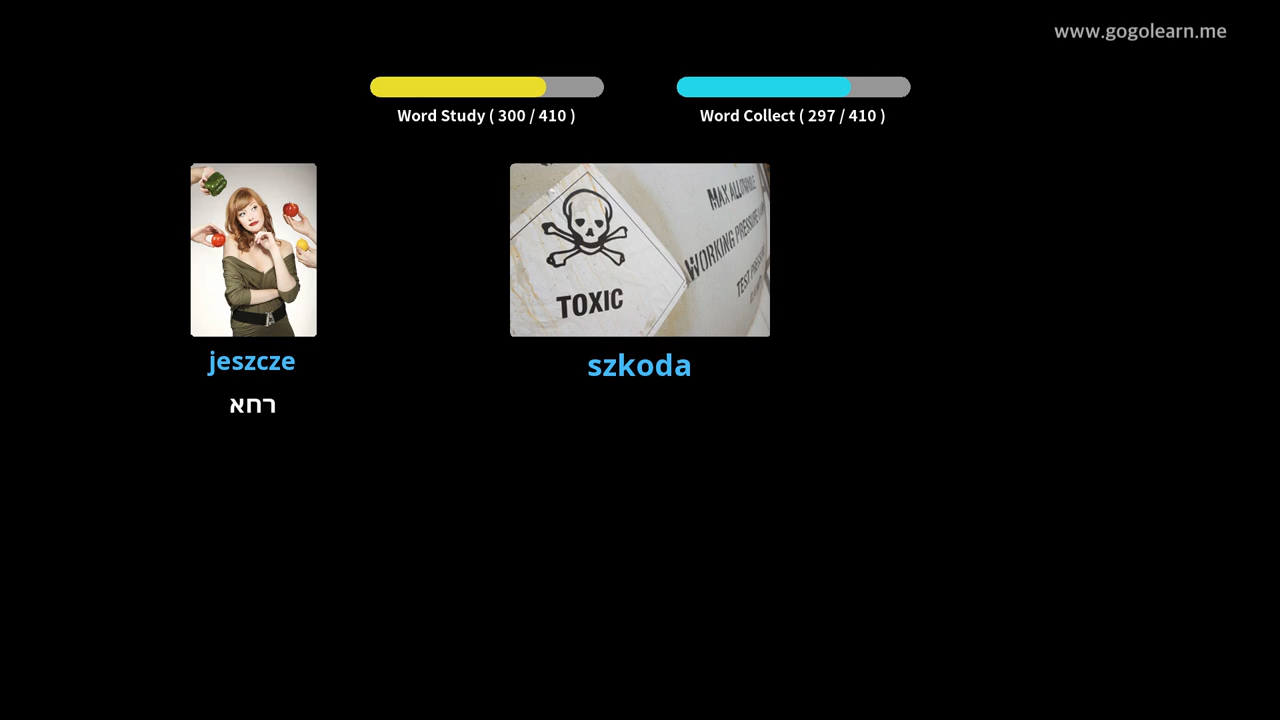 www.gogolearn.me
Word Study ( 300 / 410 )
Word Collect ( 297 / 410 )
TOXIC
MAX ALLOWABLE
WORKING PRESSURE
TEST
jeszcze
szkoda
רחא